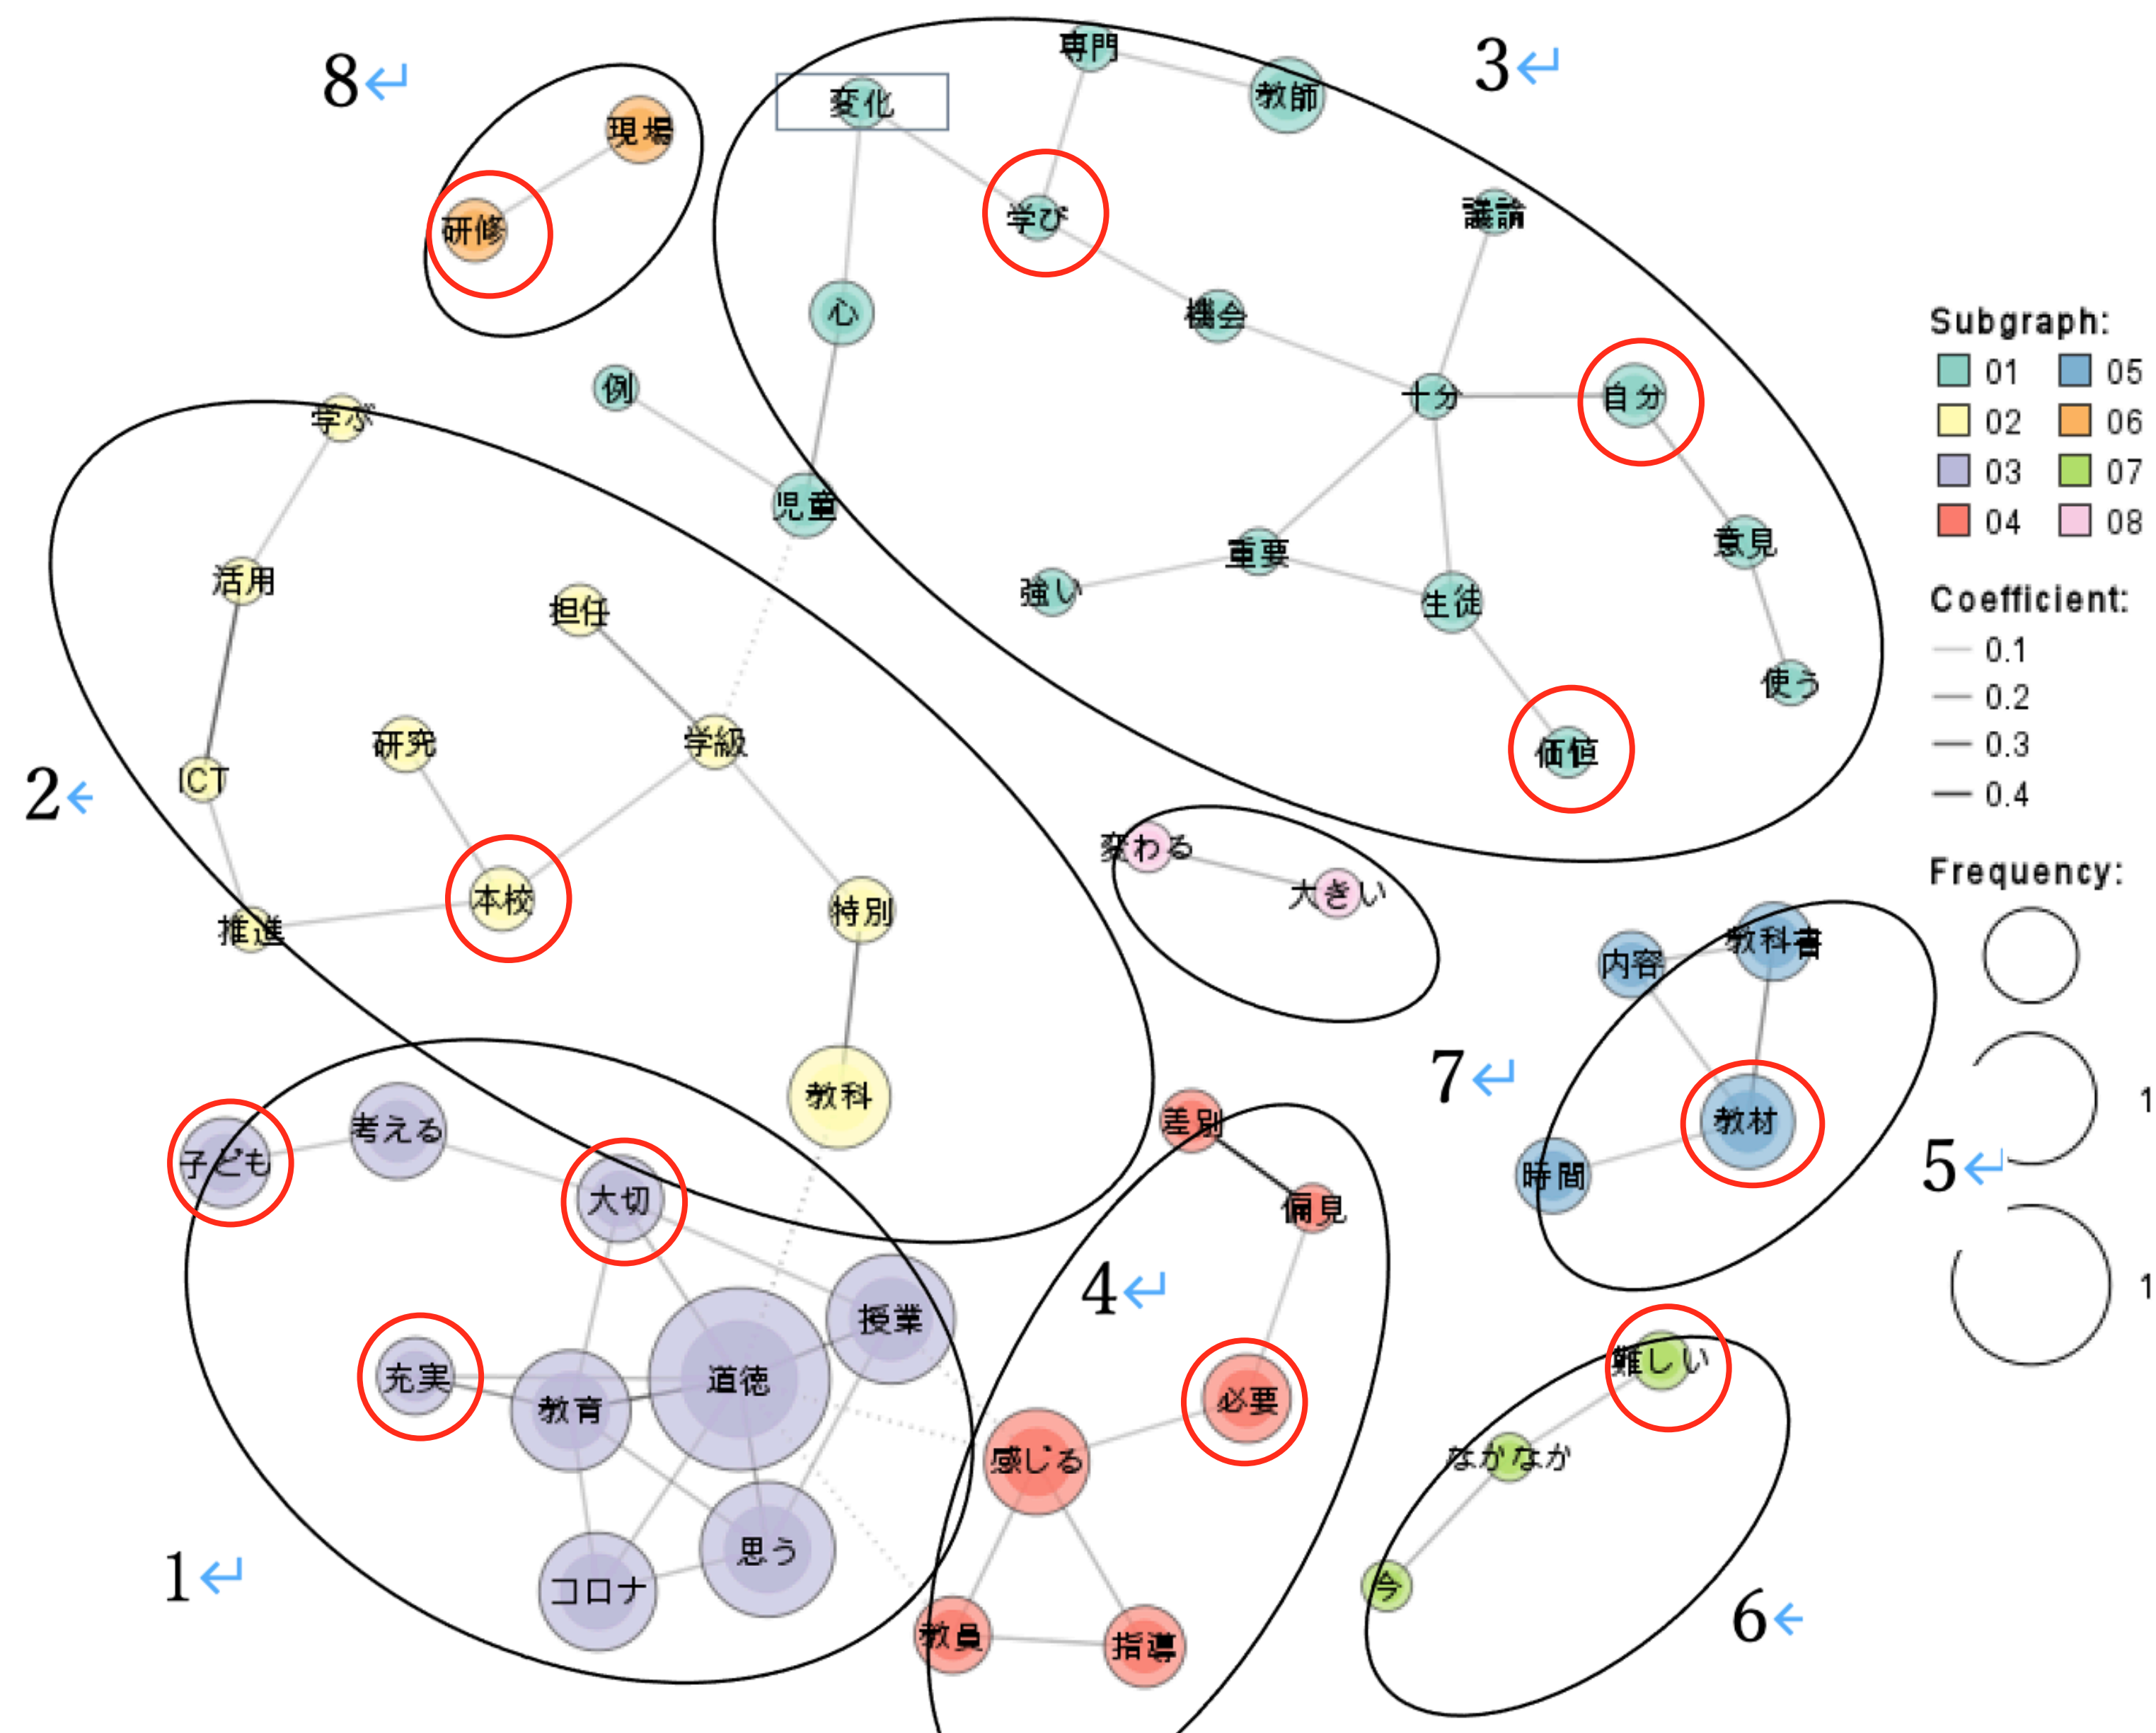 8
3
専門
変化
教師
現場
学び
研修
議論
心
機会
例
十分
自分
学ぶ
児童
活用
担任
意見
重要
強い
生徒
使う
研究
学級
価値
ICT
2
変わる
大きい
本校
特別
推進
教科書
内容
教科
7
教材
差別
考える
子ども
時間
5
大切
偏見
4
授業
難しい
充実
道徳
必要
教育
なかなか
感じる
思う
コロナ
今
1
6
教員
指導
Subgraph:
01 05
02 06
03 07
04 08
Coefficient:
0.1
0.2
0.3
0.4
Frequency:
1
1